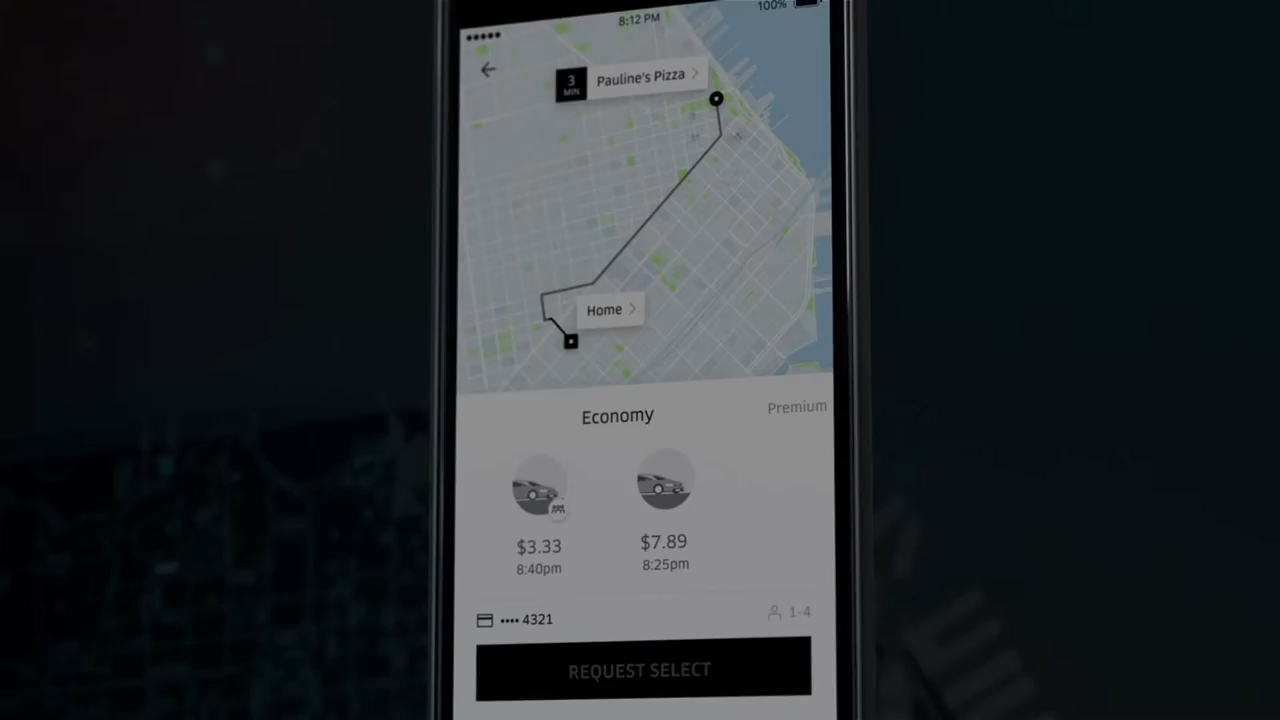 ●●●●● 8:12 PM 100%
3 MIN
Pauline's Pizza
Home
Economy Premium
$3.33 $7.89
8:40pm 8:25pm
•••• 4321 1-4
REQUEST SELECT